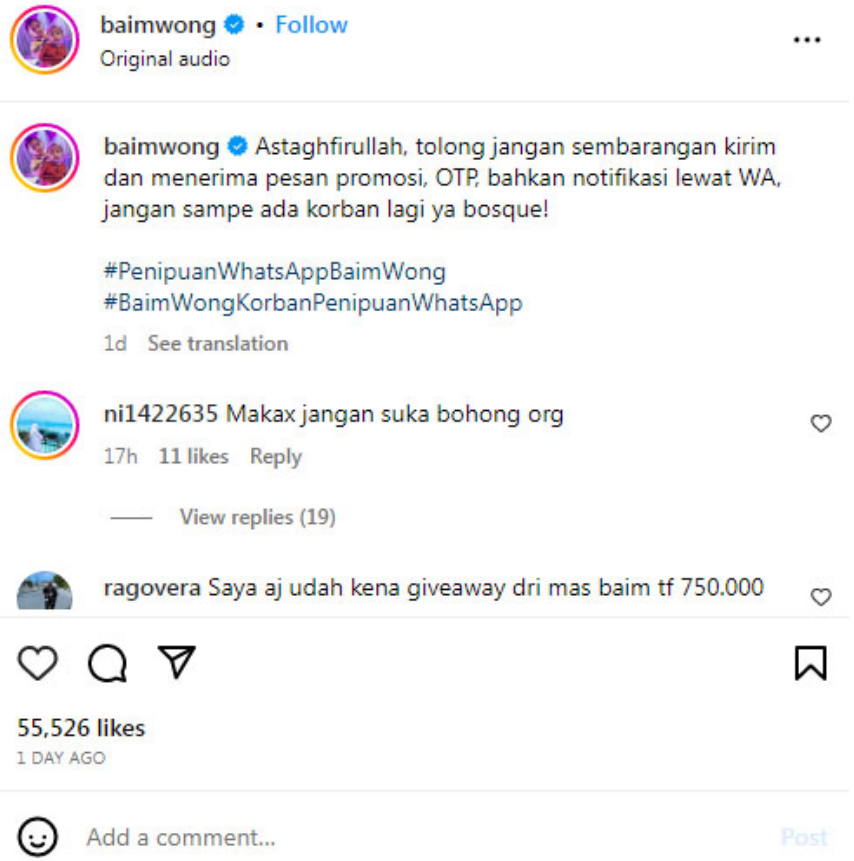 baimwong • Follow
Original audio
baimwong Astaghfirullah, tolong jangan sembarangan kirim
dan menerima pesan promosi, OTP, bahkan notifikasi lewat WA,
jangan sampe ada korban lagi ya bosque!
#PenipuanWhatsAppBaimWong
#BaimWongKorbanPenipuanWhatsApp
1d See translation
ni1422635 Makax jangan suka bohong org
17h 11 likes Reply
View replies (19)
ragovera Saya aj udah kena giveaway dri mas baim tf 750.000
55,526 likes
1 DAY AGO
Add a comment...
Post